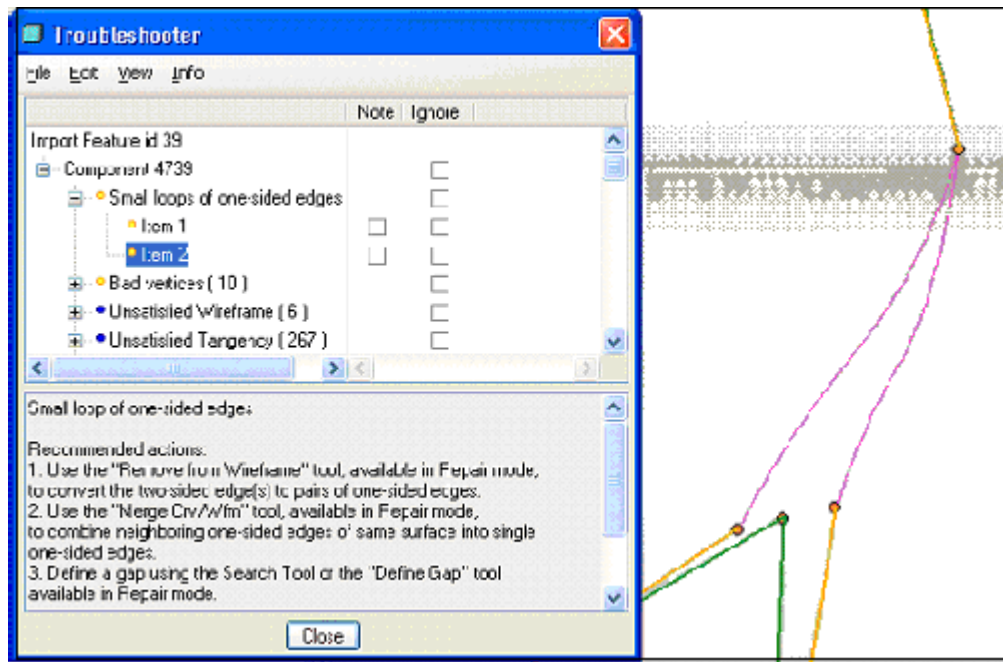 Troubleshooter
File Edit View Info
Note Ignore
Import Feature id 39
Component 4739
Small loops of one-sided edges
Item 1
Item 2
Bad vertices ( 10 )
Unsatisfied Wireframe ( 6 )
Unsatisfied Tangency ( 267 )
Small loop of one-sided edges
Recommended actions:
1. Use the "Remove from Wireframe" tool, available in Repair mode,
to convert the two-sided edge(s) to pairs of one-sided edges.
2. Use the "Merge Crv/Wfm" tool, available in Repair mode,
to combine neighboring one-sided edges of same surface into single
one-sided edges.
3. Define a gap using the Search Tool or the "Define Gap" tool
available in Repair mode.
Close